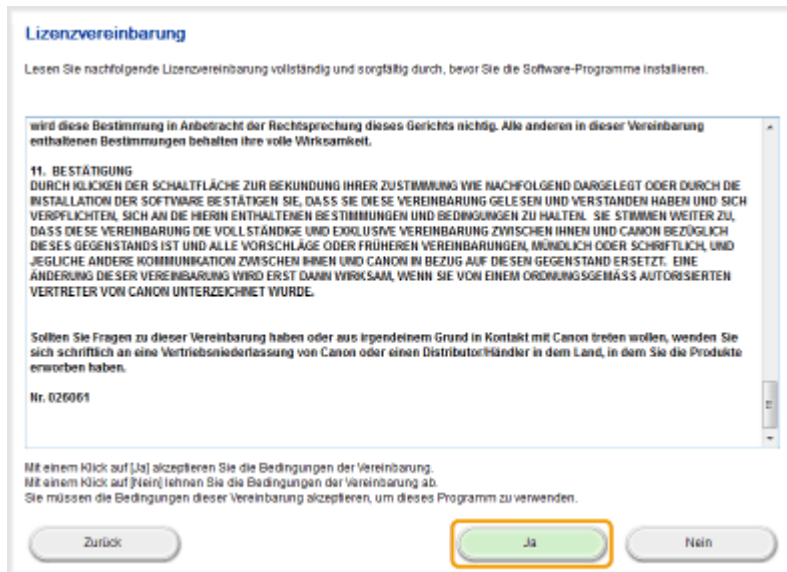 Lizenzvereinbarung
Lesen Sie nachfolgende Lizenzvereinbarung vollständig und sorgfältig durch, bevor Sie die Software-Programme installieren.
wird diese Bestimmung in Anbetracht der Rechtsprechung dieses Gerichts nichtig. Alle anderen in dieser Vereinbarung
enthaltenen Bestimmungen behalten ihre volle Wirksamkeit.
11. BESTÄTIGUNG
DURCH KLICKEN DER SCHALTFLÄCHE ZUR BEKUNDUNG IHRER ZUSTIMMUNG WIE NACHFOLGEND DARGELEGT ODER DURCH DIE
INSTALLATION DER SOFTWARE BESTÄTIGEN SIE, DASS SIE DIESE VEREINBARUNG GELESEN UND VERSTANDEN HABEN UND SICH
VERPFLICHTEN, SICH AN DIE HIERIN ENTHALTENEN BESTIMMUNGEN UND BEDINGUNGEN ZU HALTEN. SIE STIMMEN WEITER ZU,
DASS DIESE VEREINBARUNG DIE VOLLSTÄNDIGE UND EXKLUSIVE VEREINBARUNG ZWISCHEN IHNEN UND CANON BEZÜGLICH
DIESES GEGENSTANDS IST UND ALLE VORSCHLÄGE ODER FRÜHEREN VEREINBARUNGEN, MÜNDLICH ODER SCHRIFTLICH, UND
JEGLICHE ANDERE KOMMUNIKATION ZWISCHEN IHNEN UND CANON IN BEZUG AUF DIESEN GEGENSTAND ERSETZT. EINE
ÄNDERUNG DIESER VEREINBARUNG WIRD ERST DANN WIRKSAM, WENN SIE VON EINEM ORDNUNGSGEMÄSS AUTORISIERTEN
VERTRETER VON CANON UNTERZEICHNET WURDE.
Sollten Sie Fragen zu dieser Vereinbarung haben oder aus irgendeinem Grund in Kontakt mit Canon treten wollen, wenden Sie
sich schriftlich an eine Vertriebsniederlassung von Canon oder einen Distributor/Händler in dem Land, in dem Sie die Produkte
erworben haben.
Nr. 026061
Mit einem Klick auf [Ja] akzeptieren Sie die Bedingungen der Vereinbarung.
Mit einem Klick auf [Nein] lehnen Sie die Bedingungen der Vereinbarung ab.
Sie müssen die Bedingungen dieser Vereinbarung akzeptieren, um dieses Programm zu verwenden.
Zurück
Ja
Nein